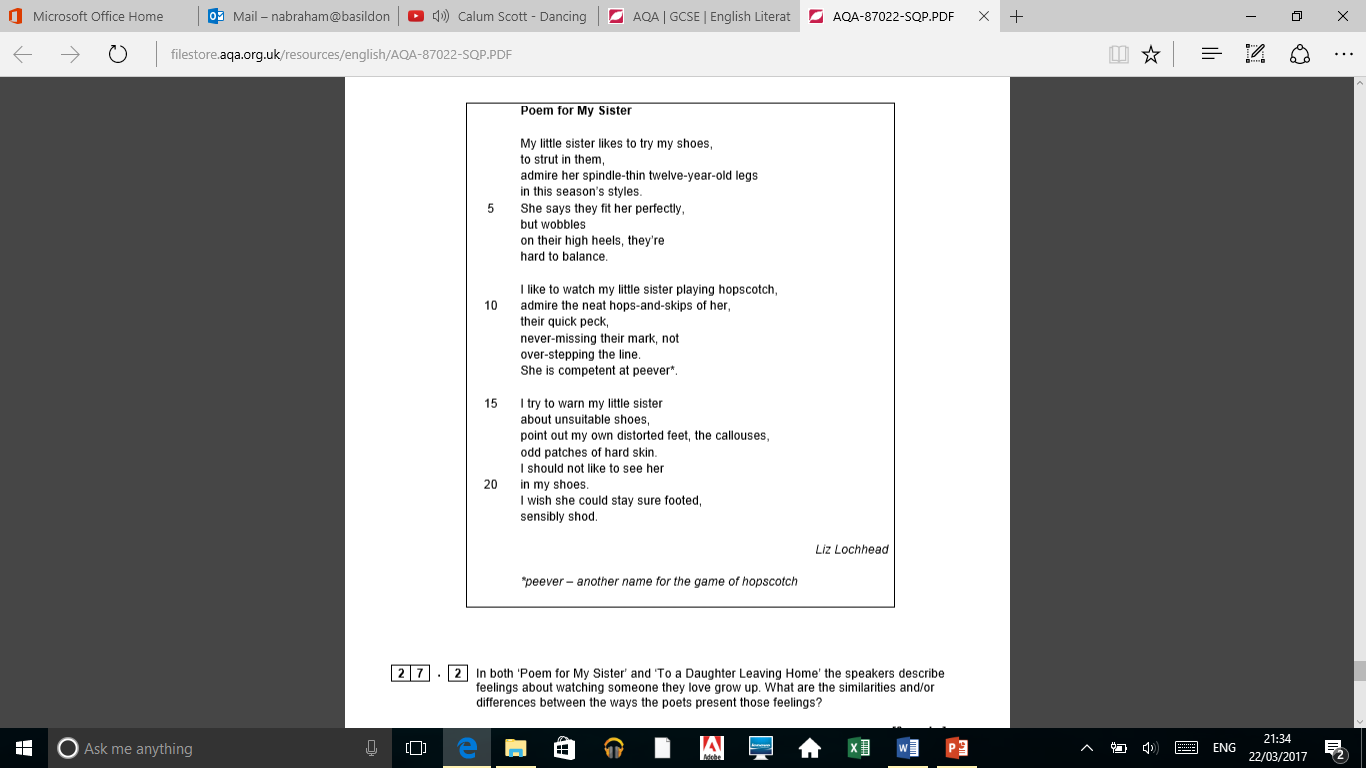 Microsoft Office Home
Mail – nabraham@basildon
Calum Scott - Dancing
AQA | GCSE | English Literat
AQA-87022-SQP.PDF
filestore.aqa.org.uk/resources/english/AQA-87022-SQP.PDF
Poem for My Sister
My little sister likes to try my shoes,
to strut in them,
admire her spindle-thin twelve-year-old legs
in this season's styles.
5 She says they fit her perfectly,
but wobbles
on their high heels, they're
hard to balance.
I like to watch my little sister playing hopscotch,
10 admire the neat hops-and-skips of her,
their quick peck,
never-missing their mark, not
over-stepping the line.
She is competent at peever*.
15 I try to warn my little sister
about unsuitable shoes,
point out my own distorted feet, the callouses,
odd patches of hard skin.
I should not like to see her
20 in my shoes.
I wish she could stay sure footed,
sensibly shod.
Liz Lochhead
*peever – another name for the game of hopscotch
2 7 . 2 In both 'Poem for My Sister' and 'To a Daughter Leaving Home' the speakers describe
feelings about watching someone they love grow up. What are the similarities and/or
differences between the ways the poets present those feelings?
Ask me anything
ENG
21:34
22/03/2017
2